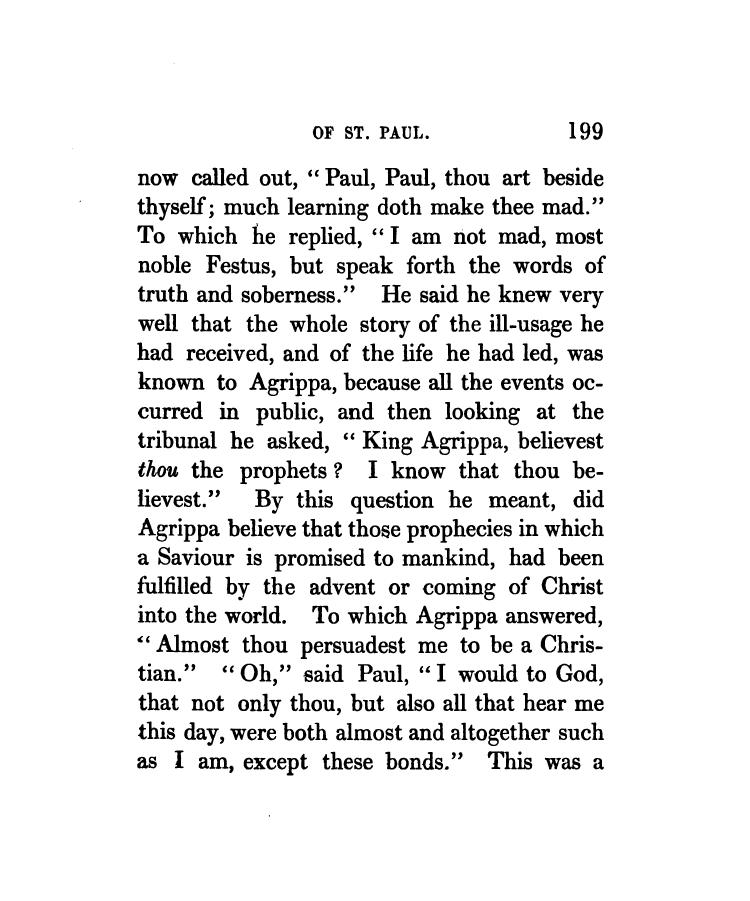 OF ST. PAUL. 199
now called out, “Paul, Paul, thou art beside
thyself; much learning doth make thee mad.”
To which he replied, “I am not mad, most
noble Festus, but speak forth the words of
truth and soberness.” He said he knew very
well that the whole story of the ill-usage he
had received, and of the life he had led, was
known to Agrippa, because all the events oc-
curred in public, and then looking at the
tribunal he asked, “King Agrippa, believest
thou the prophets? I know that thou be-
lievest.” By this question he meant, did
Agrippa believe that those prophecies in which
a Saviour is promised to mankind, had been
fulfilled by the advent or coming of Christ
into the world. To which Agrippa answered,
“Almost thou persuadest me to be a Chris-
tian.” “Oh,” said Paul, “I would to God,
that not only thou, but also all that hear me
this day, were both almost and altogether such
as I am, except these bonds.” This was a